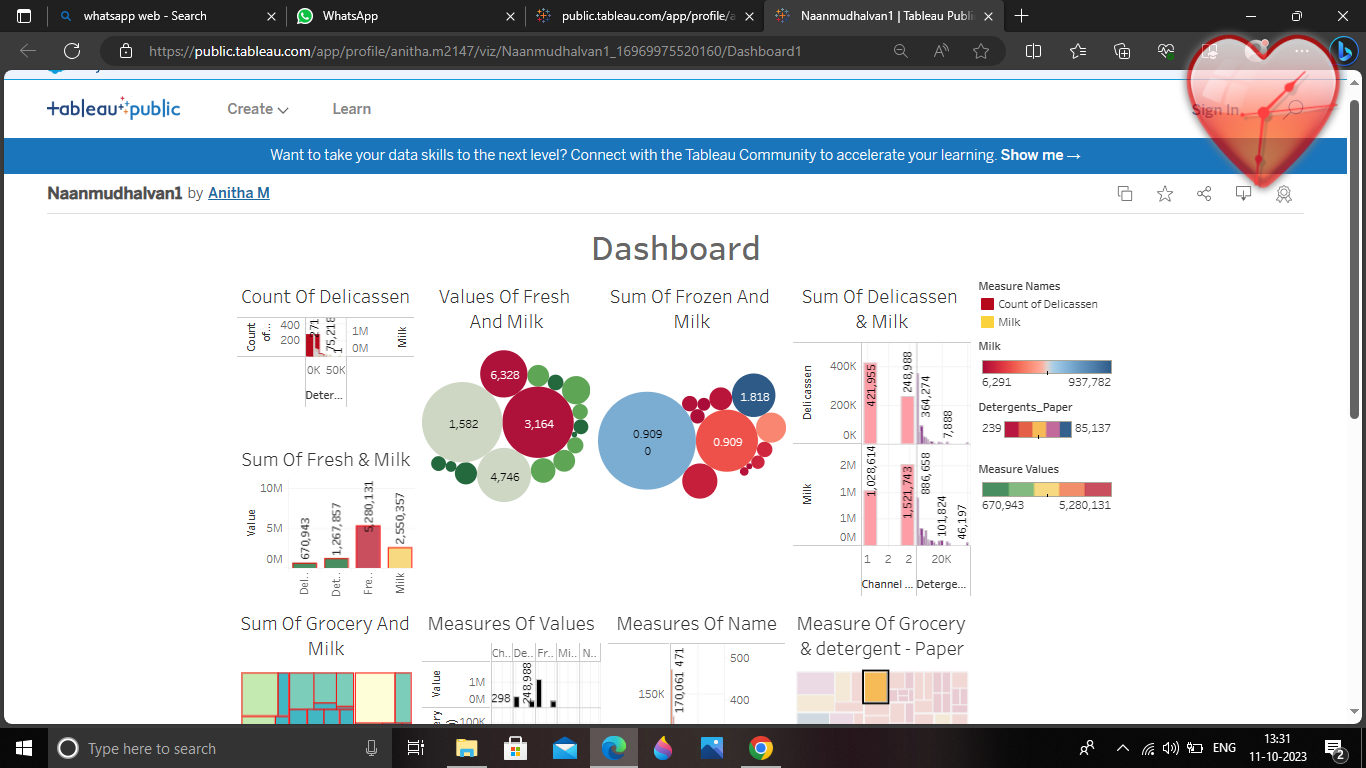 whatsapp web - Search
WhatsApp
public.tableau.com/app/profile/a
Naanmudhalvan1 | Tableau Publi
https://public.tableau.com/app/profile/anitha.m2147/viz/Naanmudhalvan1_16969975520160/Dashboard1
tableau public
Create
Learn
Sign In
Want to take your data skills to the next level? Connect with the Tableau Community to accelerate your learning. Show me →
Naanmudhalvan1 by Anitha M
Dashboard
Count Of Delicassen
Count of..
400
200
271
75,218
1
1M
0M
Milk
0K 50K
Deter...
Values Of Fresh
And Milk
6,328
1,582
3,164
4,746
Sum Of Frozen And
Milk
1.818
0.909
0
0.909
Sum Of Delicassen
& Milk
Delicassen
400K
200K
0K
421,955
248,988
364,274
7,888
Milk
2M
1M
1M
0M
1,028,614
1,521,743
886,658
101,824
46,197
1 2 2 20K
Channel ... Deterge...
Measure Names
Count of Delicassen
Milk
Milk
6,291 937,782
Detergents_Paper
239 85,137
Measure Values
670,943 5,280,131
Sum Of Fresh & Milk
Value
10M
5M
0M
670,943
1,267,857
5,280,131
2,550,357
Del..
Det..
Fre..
Milk
Sum Of Grocery And
Milk
Measures Of Values
Ch.. De.. Fr.. Mi.. N..
Value
1M
0M
298
248,988
100K
Measures Of Name
150K
170,061
471
500
400
Measure Of Grocery
& detergent - Paper
Type here to search
ENG
13:31
11-10-2023
2